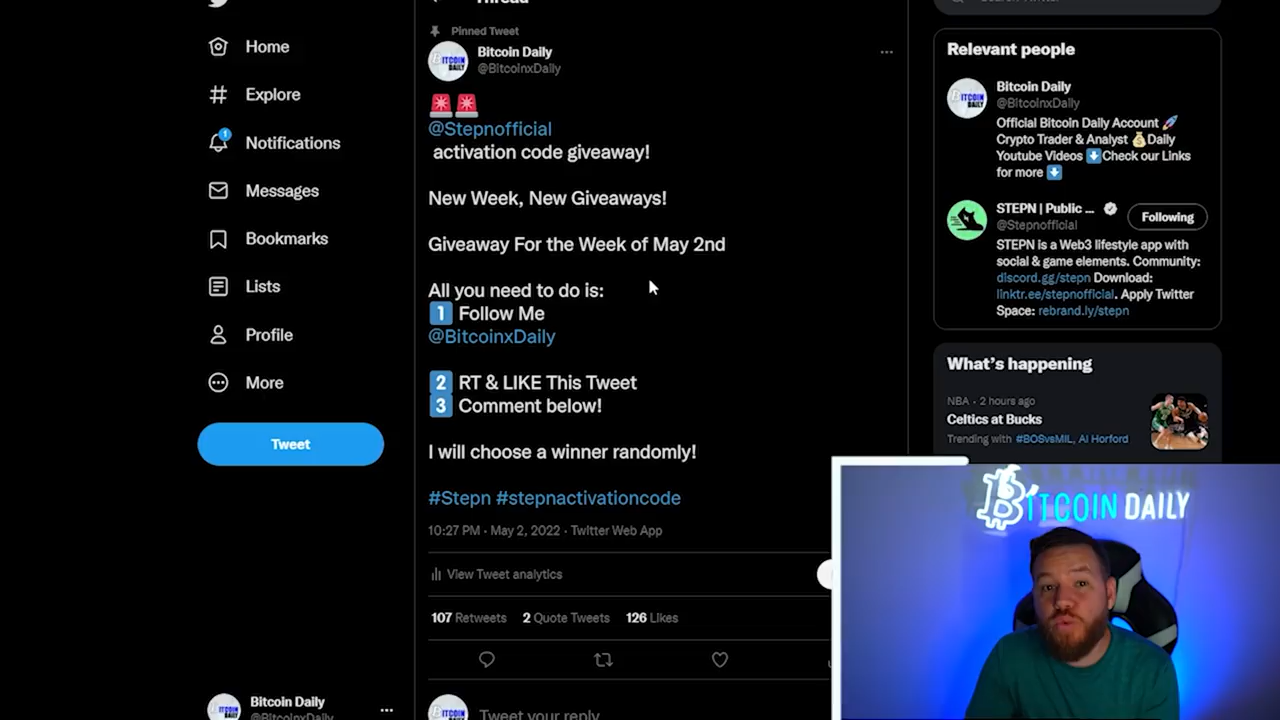 Thread
Home
Explore
Notifications
1
Messages
Bookmarks
Lists
Profile
More
Tweet
Bitcoin Daily
Pinned Tweet
Bitcoin Daily
@BitcoinxDaily
🚨🚨
@Stepnofficial
activation code giveaway!
New Week, New Giveaways!
Giveaway For the Week of May 2nd
All you need to do is:
1 Follow Me
@BitcoinxDaily
2 RT & LIKE This Tweet
3 Comment below!
I will choose a winner randomly!
#Stepn #stepnactivationcode
10:27 PM · May 2, 2022 · Twitter Web App
View Tweet analytics
107 Retweets 2 Quote Tweets 126 Likes
Tweet your reply
Relevant people
Bitcoin Daily
@BitcoinxDaily
Official Bitcoin Daily Account 🚀
Crypto Trader & Analyst 💰Daily
Youtube Videos ⬇️Check our Links
for more ⬇️
STEPN | Public ...
Following
@Stepnofficial
STEPN is a Web3 lifestyle app with
social & game elements. Community:
discord.gg/stepn Download:
linktr.ee/stepnofficial. Apply Twitter
Space: rebrand.ly/stepn
What's happening
NBA · 2 hours ago
Celtics at Bucks
Trending with #BOSvsMIL, Al Horford
BITCOIN DAILY